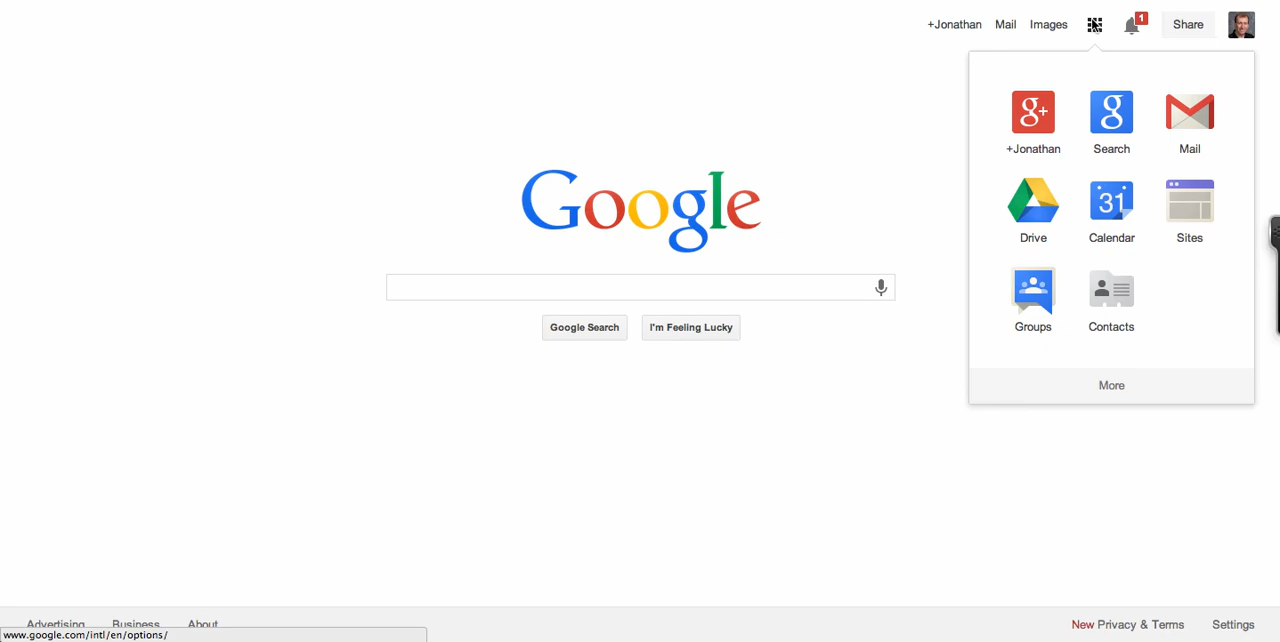 +Jonathan Mail Images 1 Share
g+ g
+Jonathan Search Mail
31
Drive Calendar Sites
Groups Contacts
More
Google
Google Search I'm Feeling Lucky
Advertising Business About New Privacy & Terms Settings
www.google.com/intl/en/options/